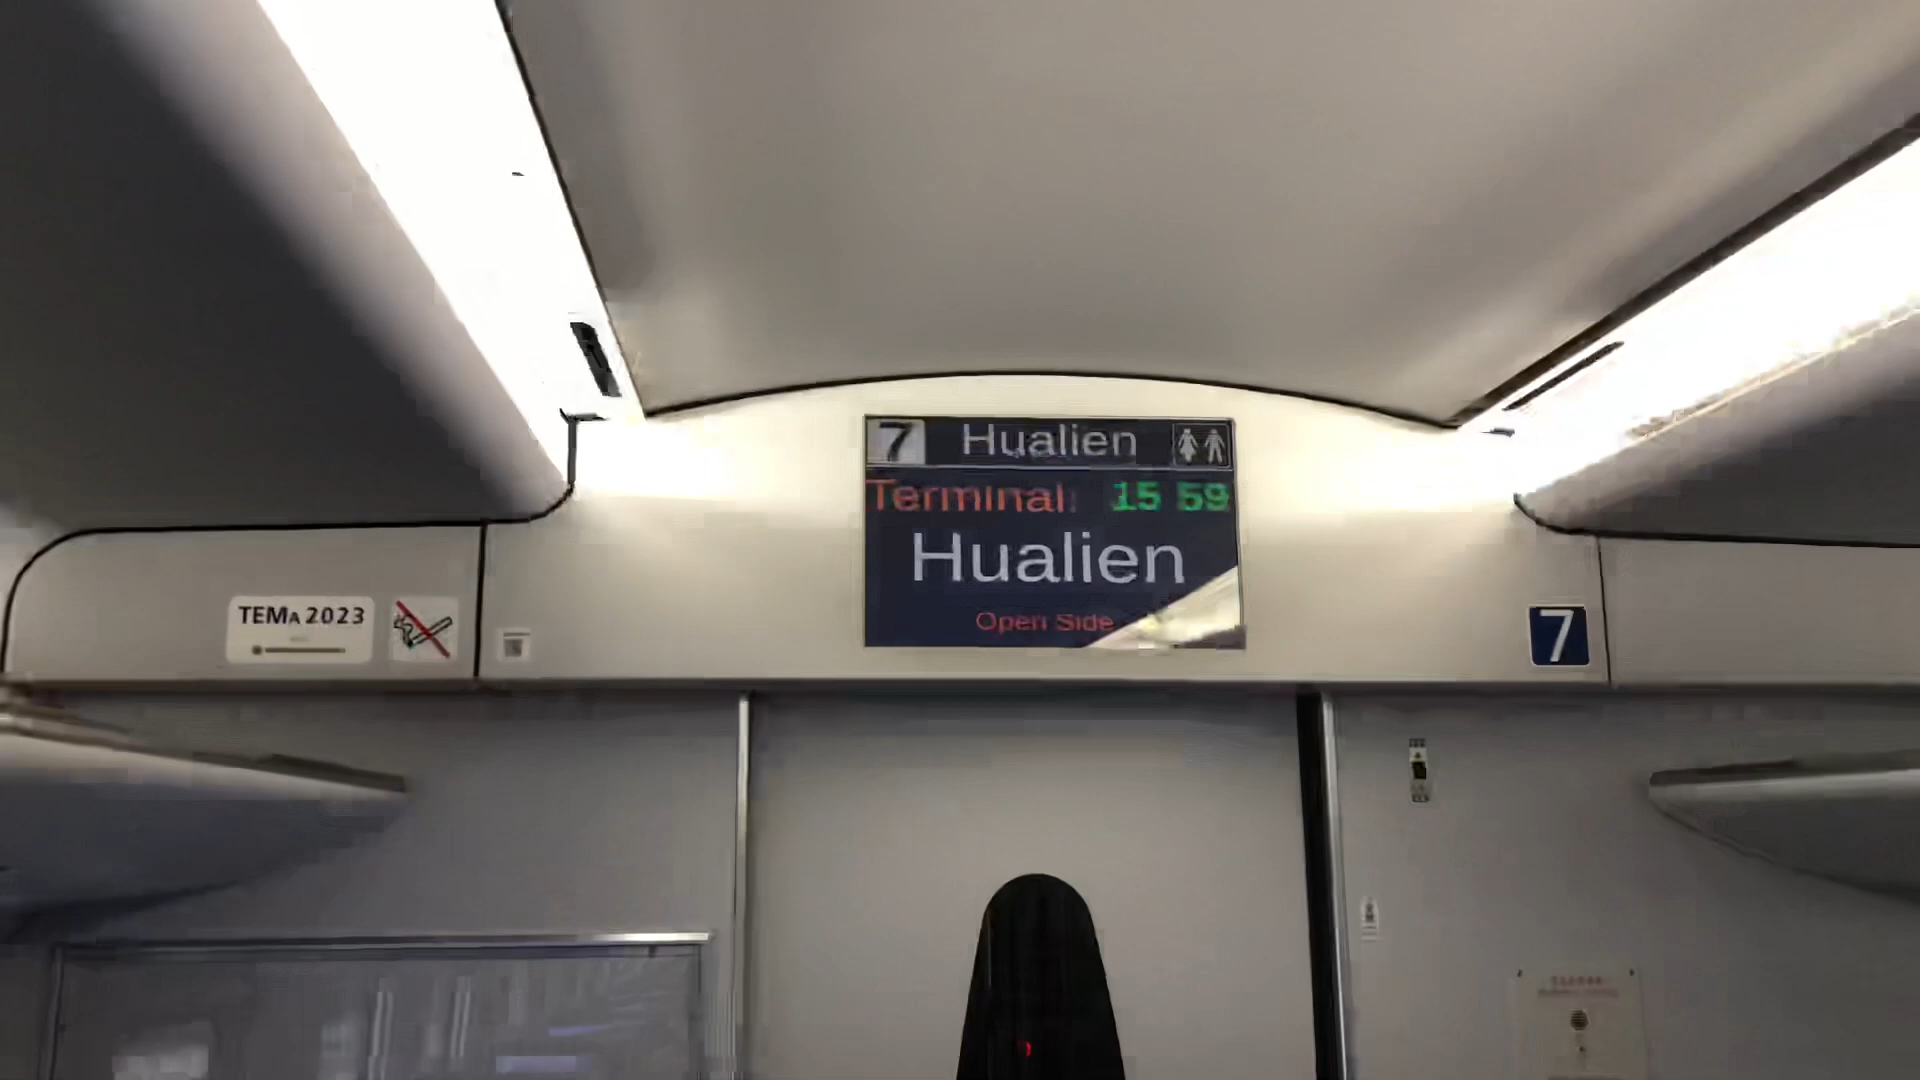 7 Hualien
Terminal 15 59
Hualien
Open Side
TEMA 2023
7